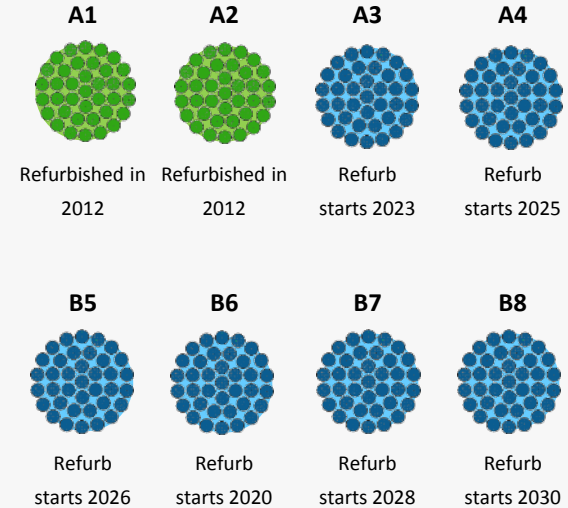 A1 A2 A3 A4
Refurbished in Refurbished in Refurb Refurb
2012 2012 starts 2023 starts 2025
B5 B6 B7 B8
Refurb Refurb Refurb Refurb
starts 2026 starts 2020 starts 2028 starts 2030